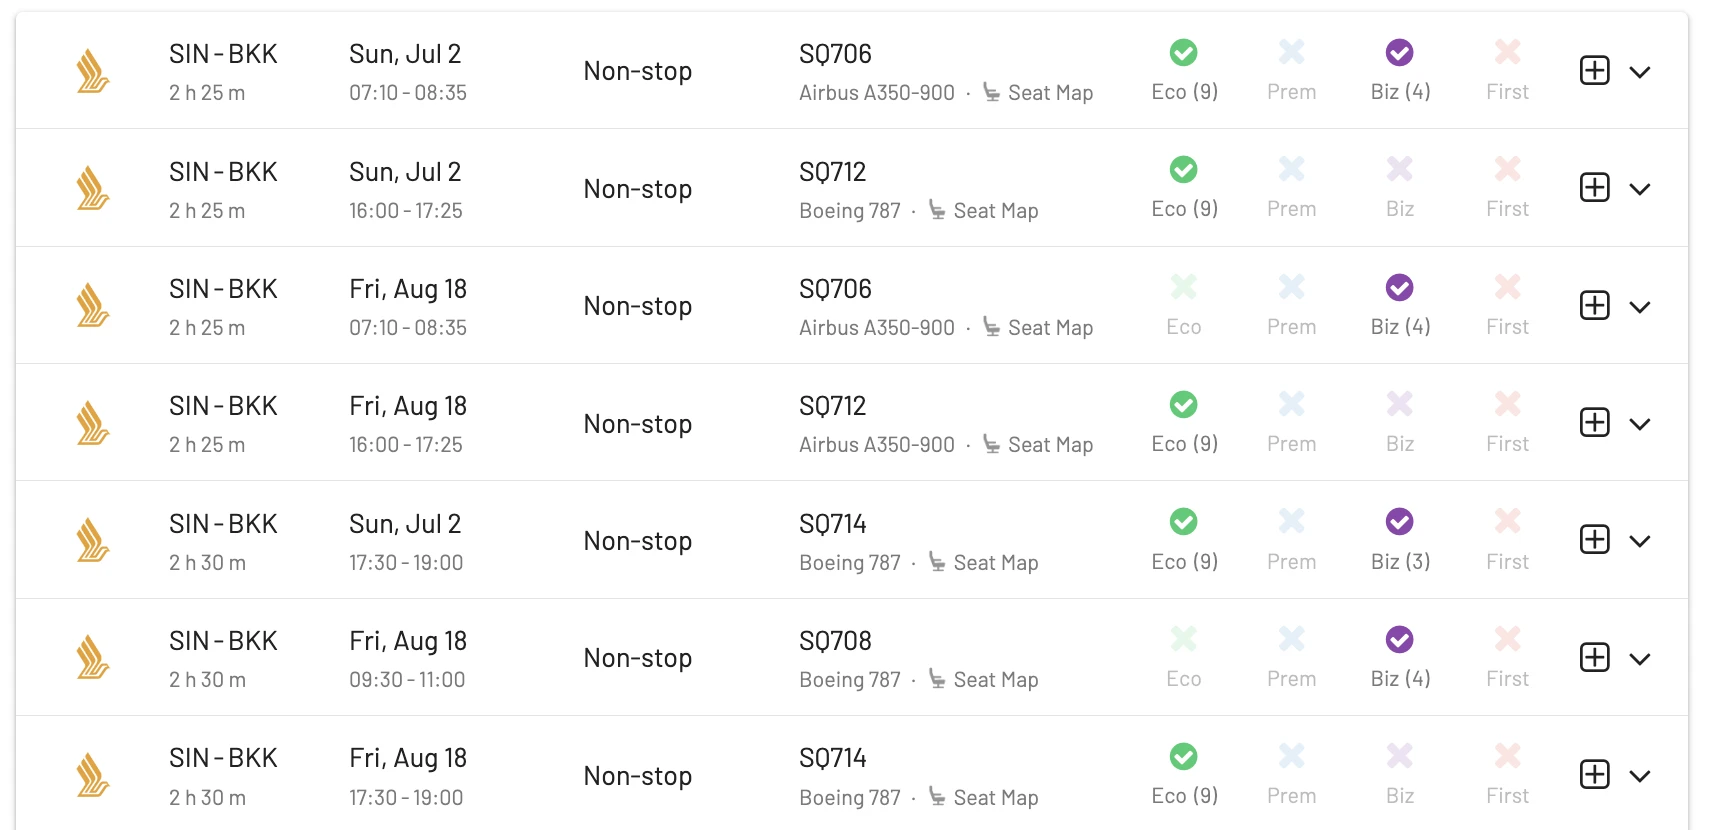 SIN - BKK Sun, Jul 2 Non-stop SQ706
2 h 25 m 07:10 - 08:35 Airbus A350-900 · Seat Map Eco (9) Prem Biz (4) First
SIN - BKK Sun, Jul 2 Non-stop SQ712
2 h 25 m 16:00 - 17:25 Boeing 787 · Seat Map Eco (9) Prem Biz First
SIN - BKK Fri, Aug 18 Non-stop SQ706
2 h 25 m 07:10 - 08:35 Airbus A350-900 · Seat Map Eco Prem Biz (4) First
SIN - BKK Fri, Aug 18 Non-stop SQ712
2 h 25 m 16:00 - 17:25 Airbus A350-900 · Seat Map Eco (9) Prem Biz First
SIN - BKK Sun, Jul 2 Non-stop SQ714
2 h 30 m 17:30 - 19:00 Boeing 787 · Seat Map Eco (9) Prem Biz (3) First
SIN - BKK Fri, Aug 18 Non-stop SQ708
2 h 30 m 09:30 - 11:00 Boeing 787 · Seat Map Eco Prem Biz (4) First
SIN - BKK Fri, Aug 18 Non-stop SQ714
2 h 30 m 17:30 - 19:00 Boeing 787 · Seat Map Eco (9) Prem Biz First